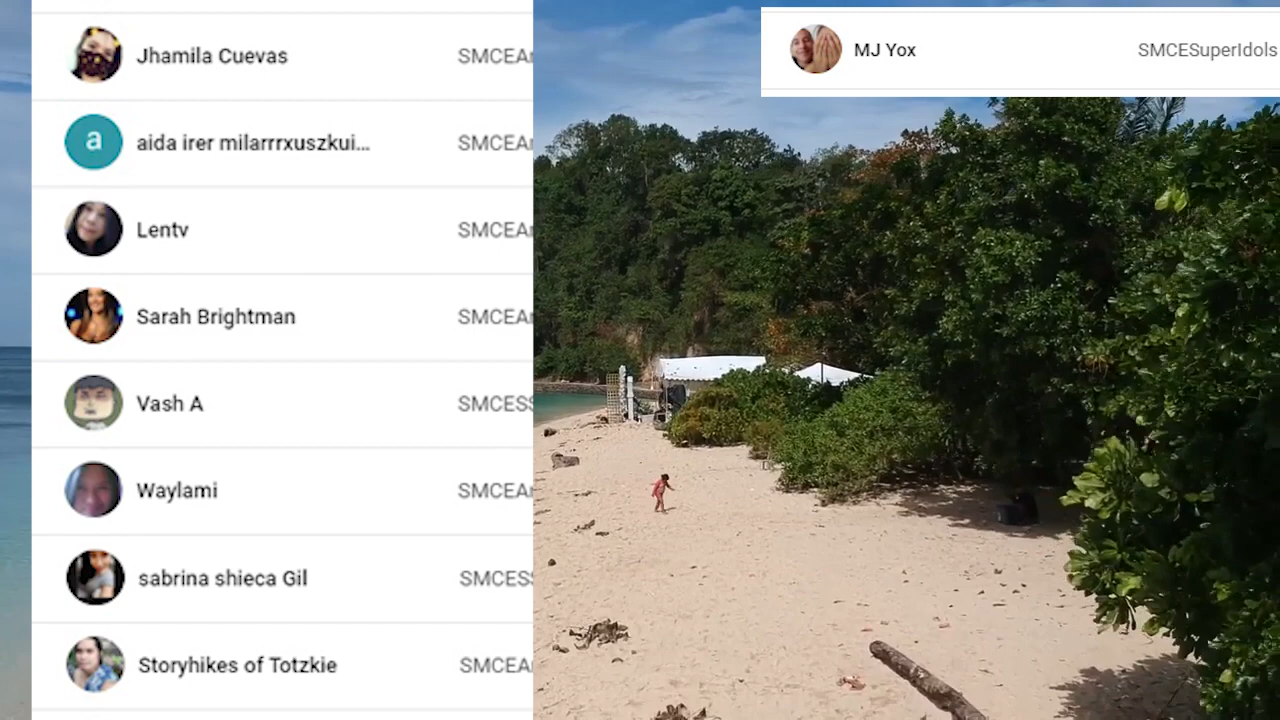 Jhamila Cuevas SMCEA
a aida irer milarrrxuszkui... SMCEA
Lentv SMCEA
Sarah Brightman SMCEA
Vash A SMCES
Waylami SMCEA
sabrina shieca Gil SMCES
Storyhikes of Totzkie SMCEA
MJ Yox SMCESuperIdols